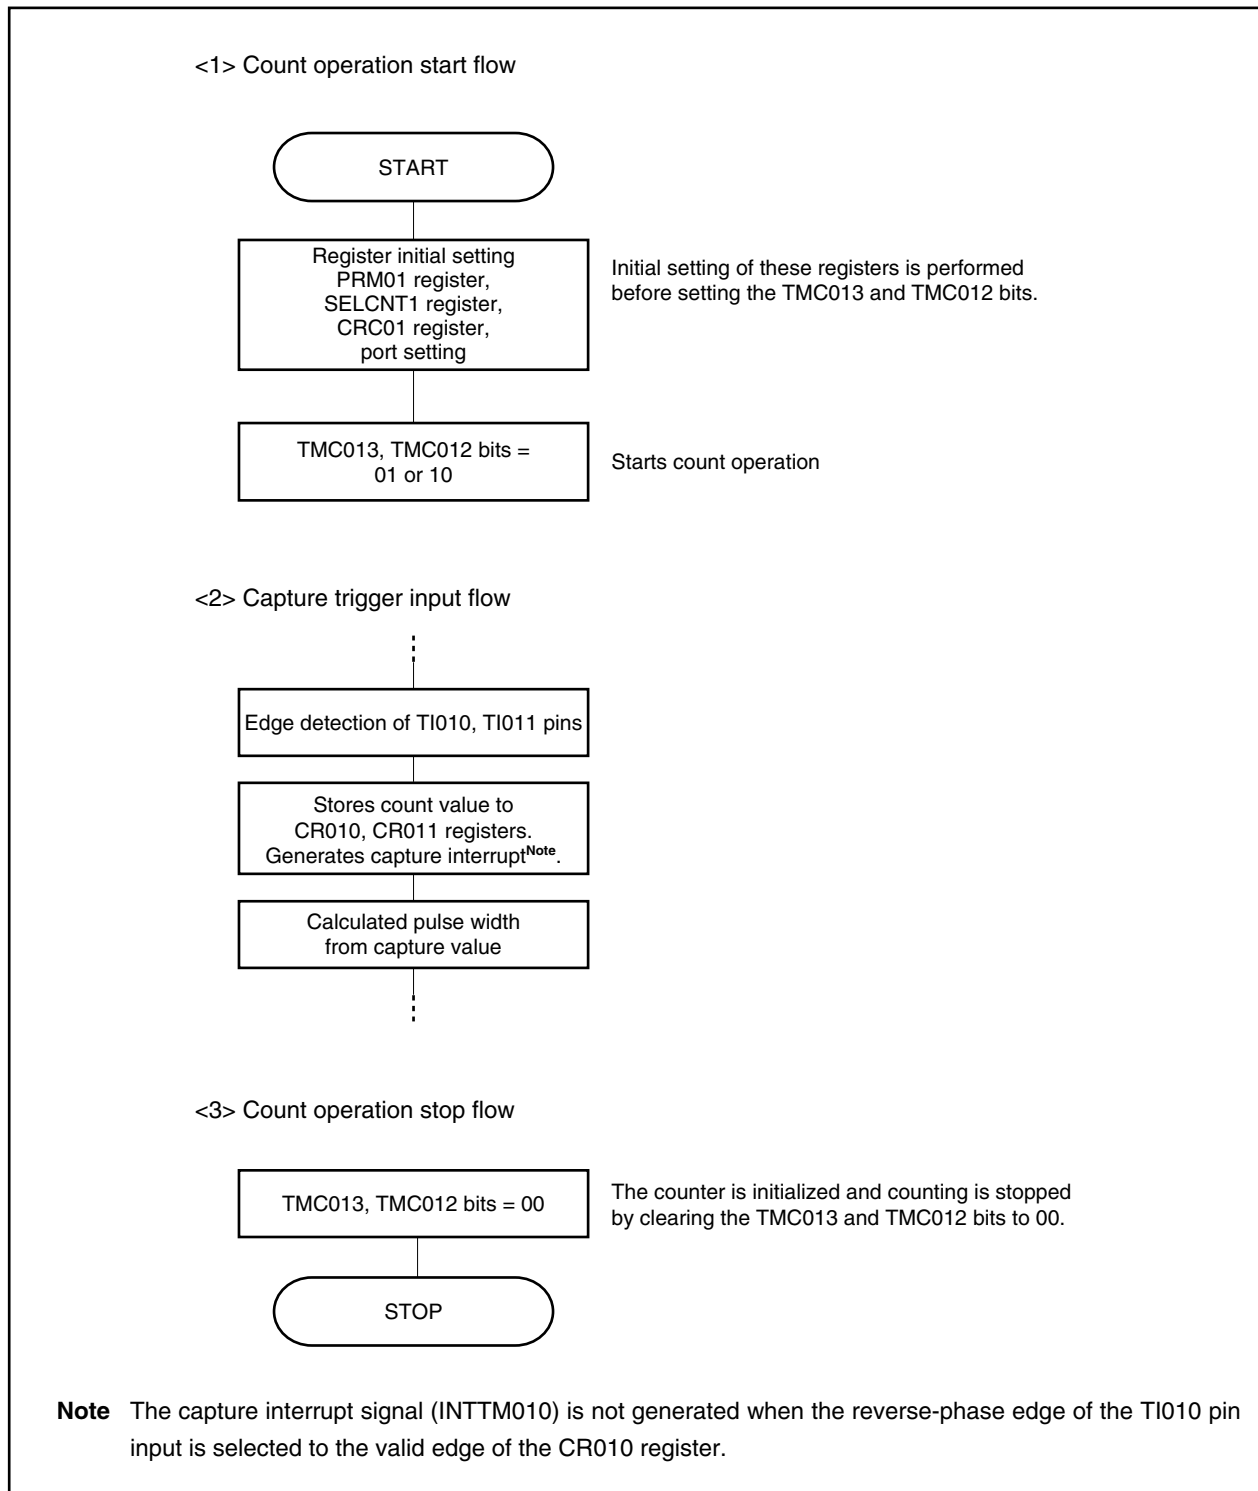 <1> Count operation start flow
START
Register initial setting
PRM01 register,
SELCNT1 register,
CRC01 register,
port setting
Initial setting of these registers is performed
before setting the TMC013 and TMC012 bits.
TMC013, TMC012 bits =
01 or 10
Starts count operation
<2> Capture trigger input flow
Edge detection of TI010, TI011 pins
Stores count value to
CR010, CR011 registers.
Generates capture interruptNote.
Calculated pulse width
from capture value
<3> Count operation stop flow
TMC013, TMC012 bits = 00
The counter is initialized and counting is stopped
by clearing the TMC013 and TMC012 bits to 00.
STOP
Note The capture interrupt signal (INTTM010) is not generated when the reverse-phase edge of the TI010 pin
input is selected to the valid edge of the CR010 register.